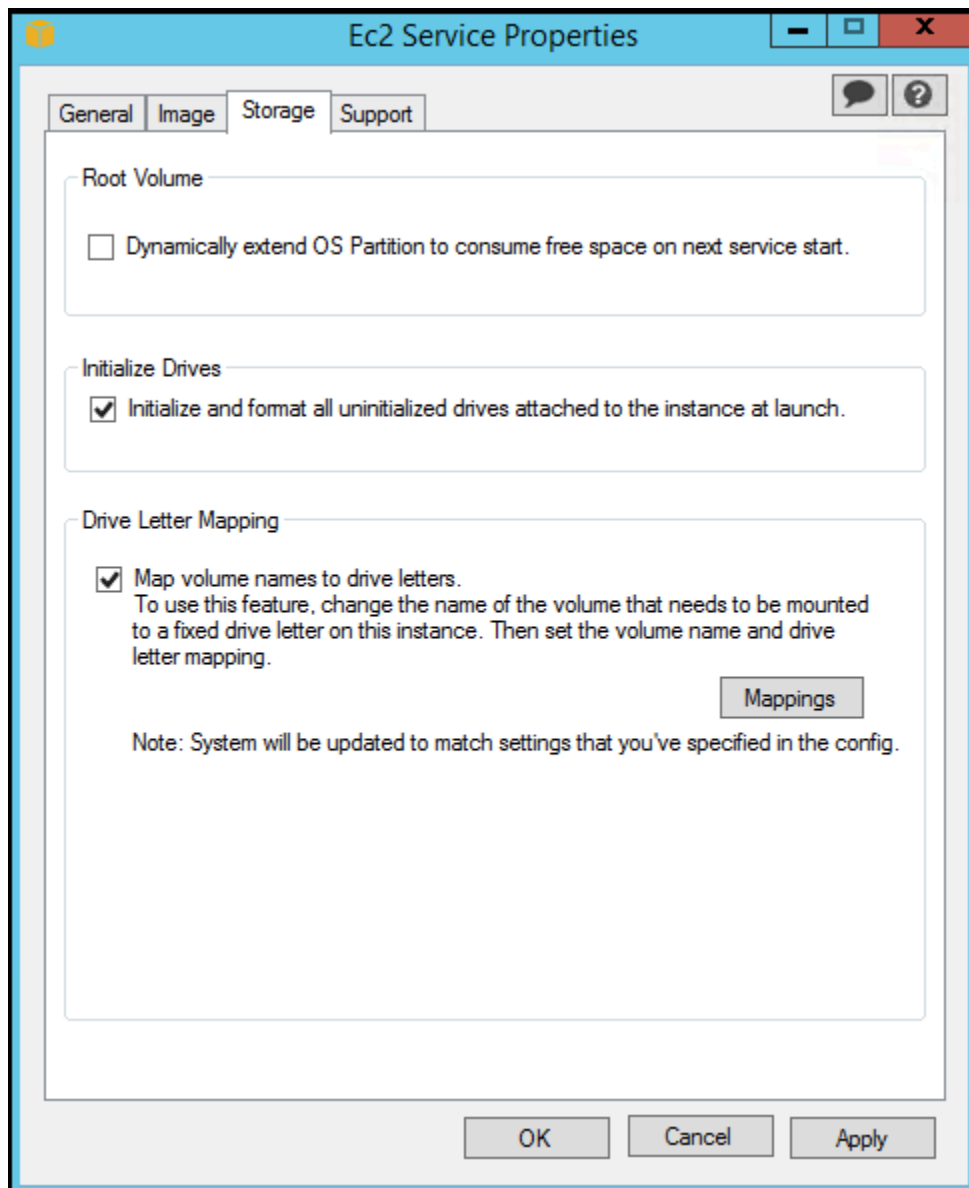 Ec2 Service Properties
General
Image
Storage
Support
Root Volume
Dynamically extend OS Partition to consume free space on next service start.
Initialize Drives
Initialize and format all uninitialized drives attached to the instance at launch.
Drive Letter Mapping
Map volume names to drive letters.
To use this feature, change the name of the volume that needs to be mounted
to a fixed drive letter on this instance. Then set the volume name and drive
letter mapping.
Mappings
Note: System will be updated to match settings that you've specified in the config.
OK
Cancel
Apply